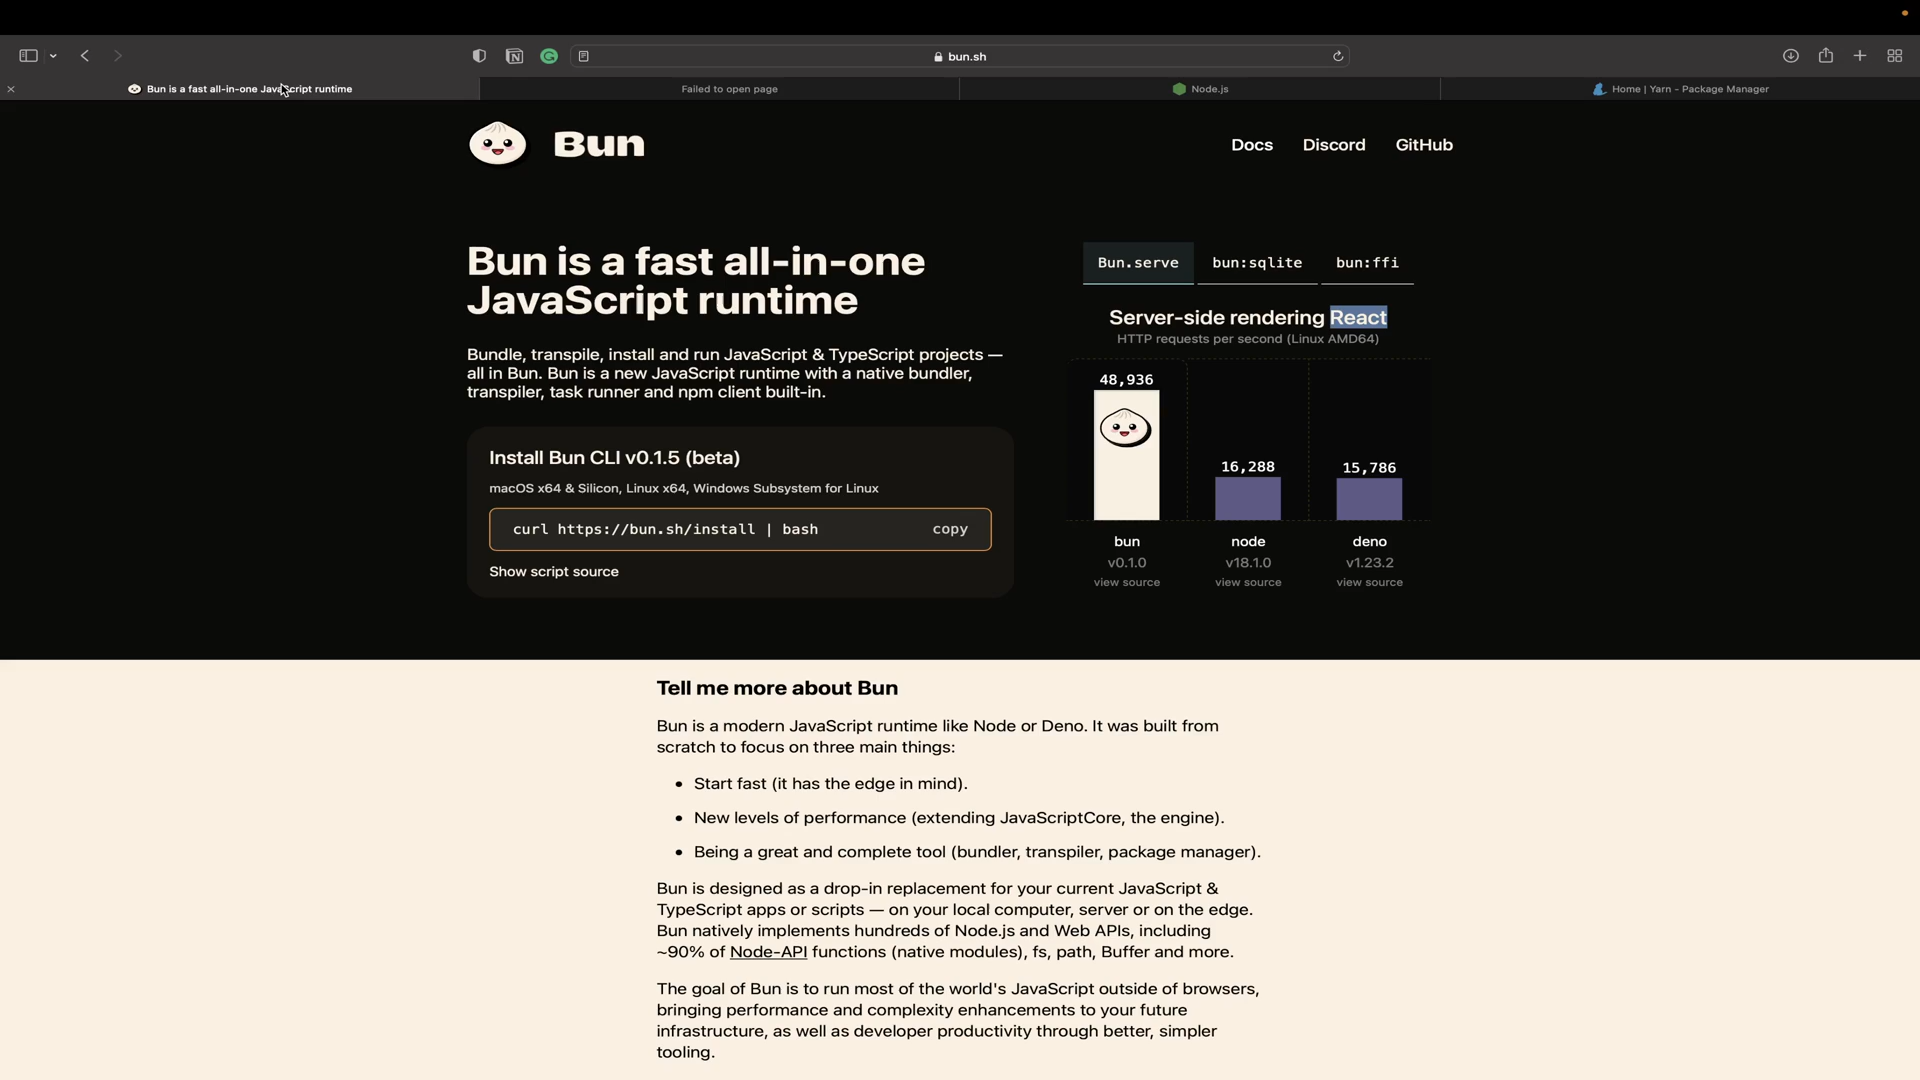 bun.sh
Bun is a fast all-in-one JavaScript runtime
Failed to open page
Node.js
Home | Yarn - Package Manager
Bun
Docs
Discord
GitHub
Bun is a fast all-in-one
JavaScript runtime
Bundle, transpile, install and run JavaScript & TypeScript projects —
all in Bun. Bun is a new JavaScript runtime with a native bundler,
transpiler, task runner and npm client built-in.
Install Bun CLI v0.1.5 (beta)
macOS x64 & Silicon, Linux x64, Windows Subsystem for Linux
curl https://bun.sh/install | bash
copy
Show script source
Bun.serve
bun:sqlite
bun:ffi
Server-side rendering React
HTTP requests per second (Linux AMD64)
48,936
16,288
15,786
bun
node
deno
v0.1.0
v18.1.0
v1.23.2
view source
view source
view source
Tell me more about Bun
Bun is a modern JavaScript runtime like Node or Deno. It was built from
scratch to focus on three main things:
• Start fast (it has the edge in mind).
• New levels of performance (extending JavaScriptCore, the engine).
• Being a great and complete tool (bundler, transpiler, package manager).
Bun is designed as a drop-in replacement for your current JavaScript &
TypeScript apps or scripts — on your local computer, server or on the edge.
Bun natively implements hundreds of Node.js and Web APIs, including
~90% of Node-API functions (native modules), fs, path, Buffer and more.
The goal of Bun is to run most of the world's JavaScript outside of browsers,
bringing performance and complexity enhancements to your future
infrastructure, as well as developer productivity through better, simpler
tooling.